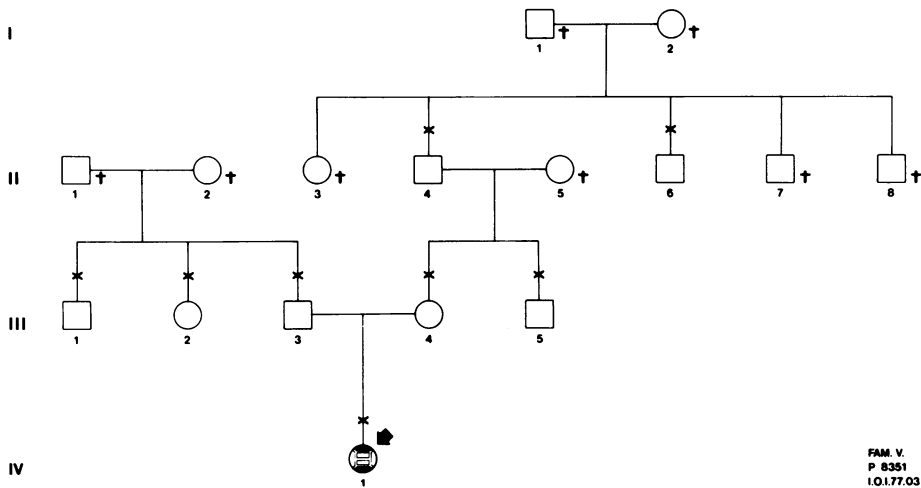 I
1 † 2 †
II
1 † 2 † 3 † 4 5 † 6 7 † 8 †
III
1 2 3 4 5
IV
1
FAM. V.
P 8351
I.O.I.77.03